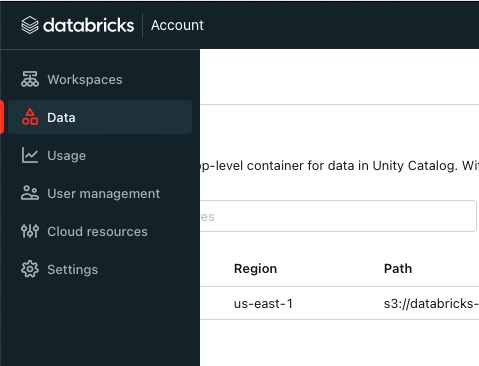 databricks Account
Workspaces
Data
Usage
User management
Cloud resources
Settings
op-level container for data in Unity Catalog. Wit
res
Region Path
us-east-1 s3://databricks-